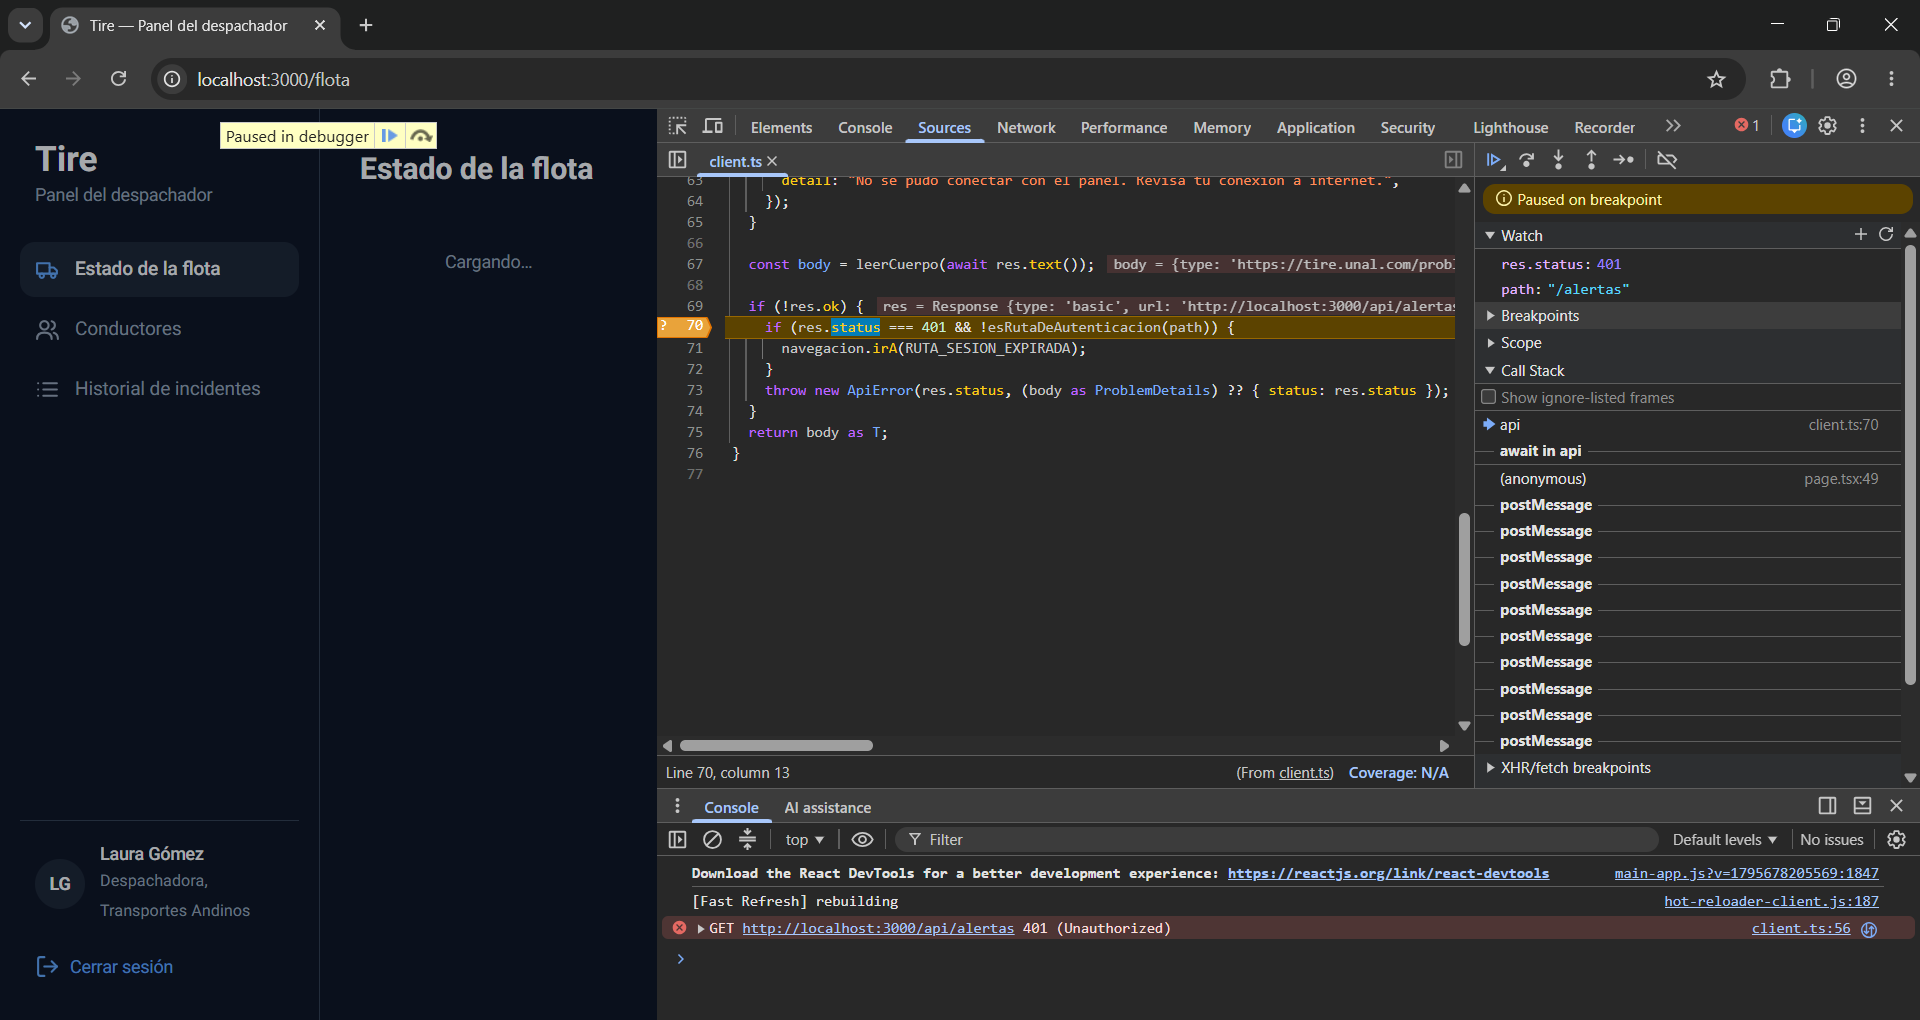 Tire — Panel del despachador
localhost:3000/flota
Paused in debugger
Tire
Panel del despachador
Estado de la flota
Conductores
Historial de incidentes
Laura Gómez
LG
Despachadora,
Transportes Andinos
Cerrar sesión
Estado de la flota
Cargando...
Elements Console Sources Network Performance Memory Application Security Lighthouse Recorder 1
client.ts
63 detail: "No se pudo conectar con el panel. Revisa tu conexión a internet.",
64 });
65 }
66
67 const body = leerCuerpo(await res.text()); body = {type: 'https://tire.unal.com/probl
68
69 if (!res.ok) { res = Response {type: 'basic', url: 'http://localhost:3000/api/alertas
? 70 if (res.status === 401 && !esRutaDeAutenticacion(path)) {
71 navegacion.irA(RUTA_SESION_EXPIRADA);
72 }
73 throw new ApiError(res.status, (body as ProblemDetails) ?? { status: res.status });
74 }
75 return body as T;
76 }
77
Line 70, column 13
(From client.ts) Coverage: N/A
Paused on breakpoint
Watch
res.status: 401
path: "/alertas"
Breakpoints
Scope
Call Stack
Show ignore-listed frames
api client.ts:70
await in api
(anonymous) page.tsx:49
postMessage
postMessage
postMessage
postMessage
postMessage
postMessage
postMessage
postMessage
postMessage
postMessage
XHR/fetch breakpoints
Console AI assistance
top Filter Default levels No issues
Download the React DevTools for a better development experience: https://reactjs.org/link/react-devtools main-app.js?v=1795678205569:1847
[Fast Refresh] rebuilding hot-reloader-client.js:187
GET http://localhost:3000/api/alertas 401 (Unauthorized) client.ts:56